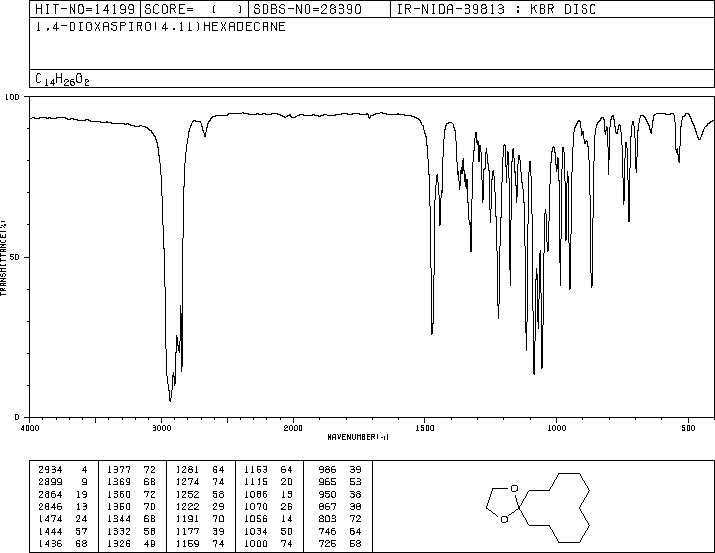 HIT-NO=14199 SCORE= ( ) SDBS-NO=28390 IR-NIDA-39813 : KBR DISC
1,4-DIOXASPIRO(4.11)HEXADECANE
C14H26O2
100
TRANSMITTANCE(%)
50
0
4000 3000 2000 1500 1000 500
WAVENUMBER(-1)
2934 4 1377 72 1281 64 1163 64 986 39
2899 9 1369 68 1274 74 1115 20 965 53
2864 19 1360 72 1252 58 1086 13 950 38
2846 13 1350 70 1222 29 1070 26 867 38
1474 24 1344 68 1191 70 1056 14 803 72
1444 57 1332 58 1177 39 1034 50 746 64
1436 68 1326 49 1159 74 1000 74 726 58
O
O